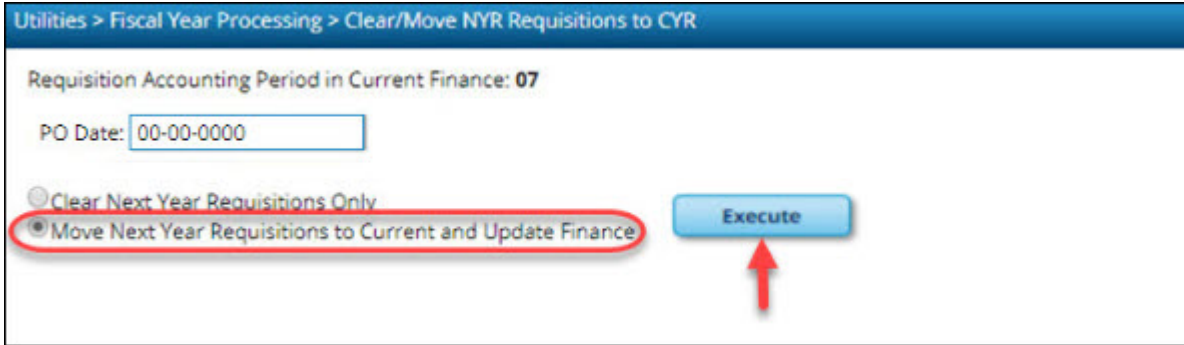 Utilities > Fiscal Year Processing > Clear/Move NYR Requisitions to CYR
Requisition Accounting Period in Current Finance: 07
PO Date: 00-00-0000
Clear Next Year Requisitions Only
Move Next Year Requisitions to Current and Update Finance
Execute